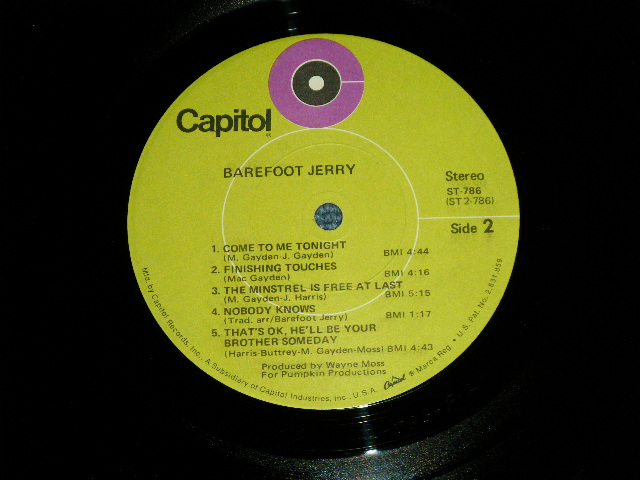 Capitol
BAREFOOT JERRY
Stereo
ST-786
(ST 2-786)
Side 2
1. COME TO ME TONIGHT
(M. Gayden-J. Gayden) BMI 4:44
2. FINISHING TOUCHES
(Mac Gayden) BMI 4:16
3. THE MINSTREL IS FREE AT LAST
(M. Gayden-J. Harris) BMI 5:15
4. NOBODY KNOWS
(Trad. arr/Barefoot Jerry) BMI 1:17
5. THAT'S OK, HE'LL BE YOUR
BROTHER SOMEDAY
(Harris-Buttrey-M. Gayden-Moss) BMI 4:43
Produced by Wayne Moss
For Pumpkin Productions
Mfd. by Capitol Records, Inc., A Subsidiary of Capitol Industries, Inc., U.S.A. Capitol ® Marca Reg. • U.S. Pat. No. 2,631,859